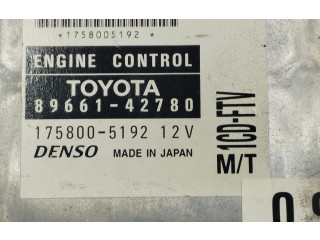 *1758005192 *
ENGINE CONTROL
TOYOTA
89661-42780
175800-5192 12V
DENSO MADE IN JAPAN
1CD-FTV
M/T